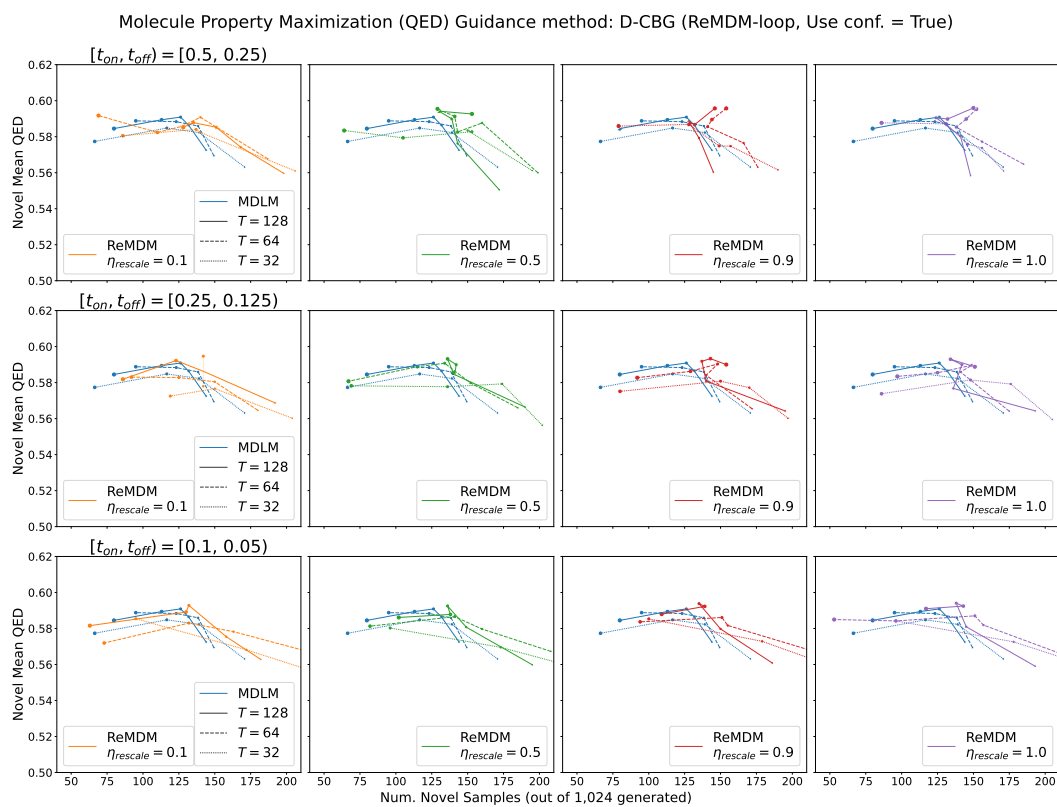 Molecule Property Maximization (QED) Guidance method: D-CBG (ReMDM-loop, Use conf. = True)
[t_on, t_off) = [0.5, 0.25)
0.62
0.60
0.58
0.56
0.54
0.52
0.50
Novel Mean QED
ReMDM
η_rescale = 0.1
MDLM
T = 128
T = 64
T = 32
ReMDM
η_rescale = 0.5
ReMDM
η_rescale = 0.9
ReMDM
η_rescale = 1.0
[t_on, t_off) = [0.25, 0.125)
0.62
0.60
0.58
0.56
0.54
0.52
0.50
Novel Mean QED
ReMDM
η_rescale = 0.1
MDLM
T = 128
T = 64
T = 32
ReMDM
η_rescale = 0.5
ReMDM
η_rescale = 0.9
ReMDM
η_rescale = 1.0
[t_on, t_off) = [0.1, 0.05)
0.62
0.60
0.58
0.56
0.54
0.52
0.50
Novel Mean QED
ReMDM
η_rescale = 0.1
MDLM
T = 128
T = 64
T = 32
ReMDM
η_rescale = 0.5
ReMDM
η_rescale = 0.9
ReMDM
η_rescale = 1.0
50 75 100 125 150 175 200
50 75 100 125 150 175 200
50 75 100 125 150 175 200
50 75 100 125 150 175 200
Num. Novel Samples (out of 1,024 generated)